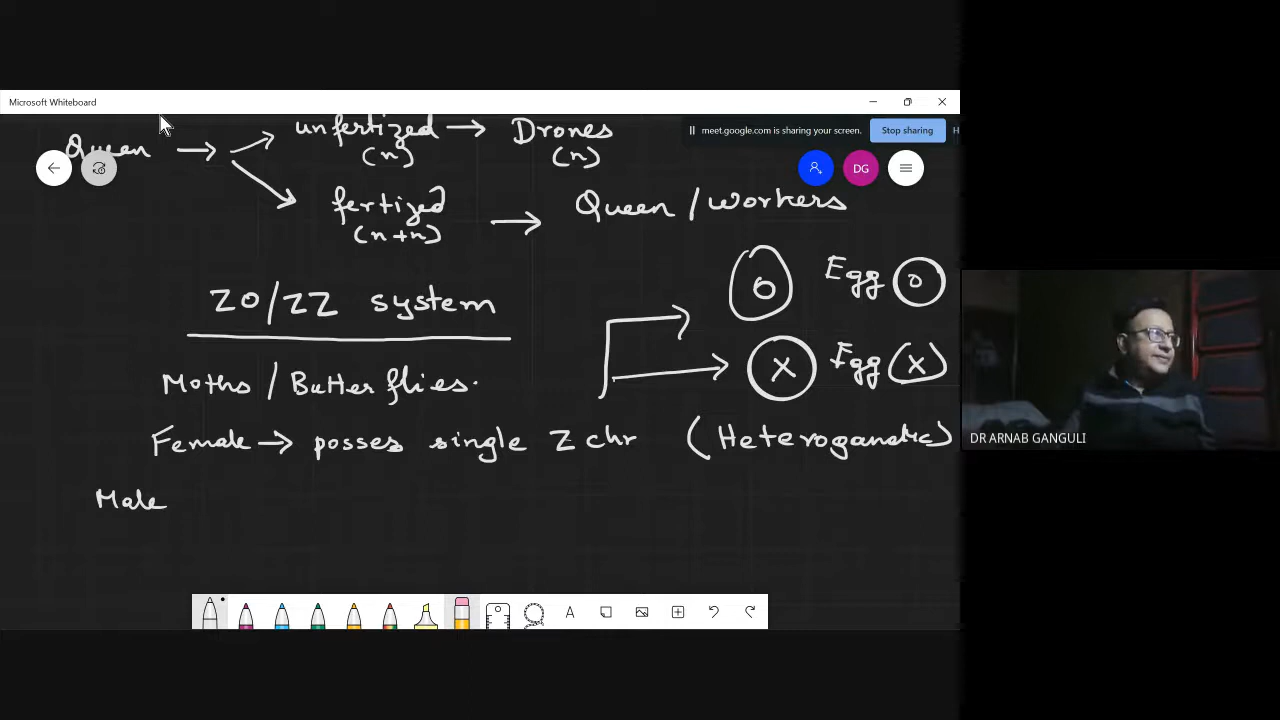 Microsoft Whiteboard
meet.google.com is sharing your screen.
Stop sharing
H
unfertized → Drones
(n) (n)
Queen →
DG
fertized → Queen / workers
(n+n)
ZO/ZZ system
O Egg O
Moths / Butterflies.
X Egg X
Female → posses single Z chr (Heterogametic)
Male
DR ARNAB GANGULI
A